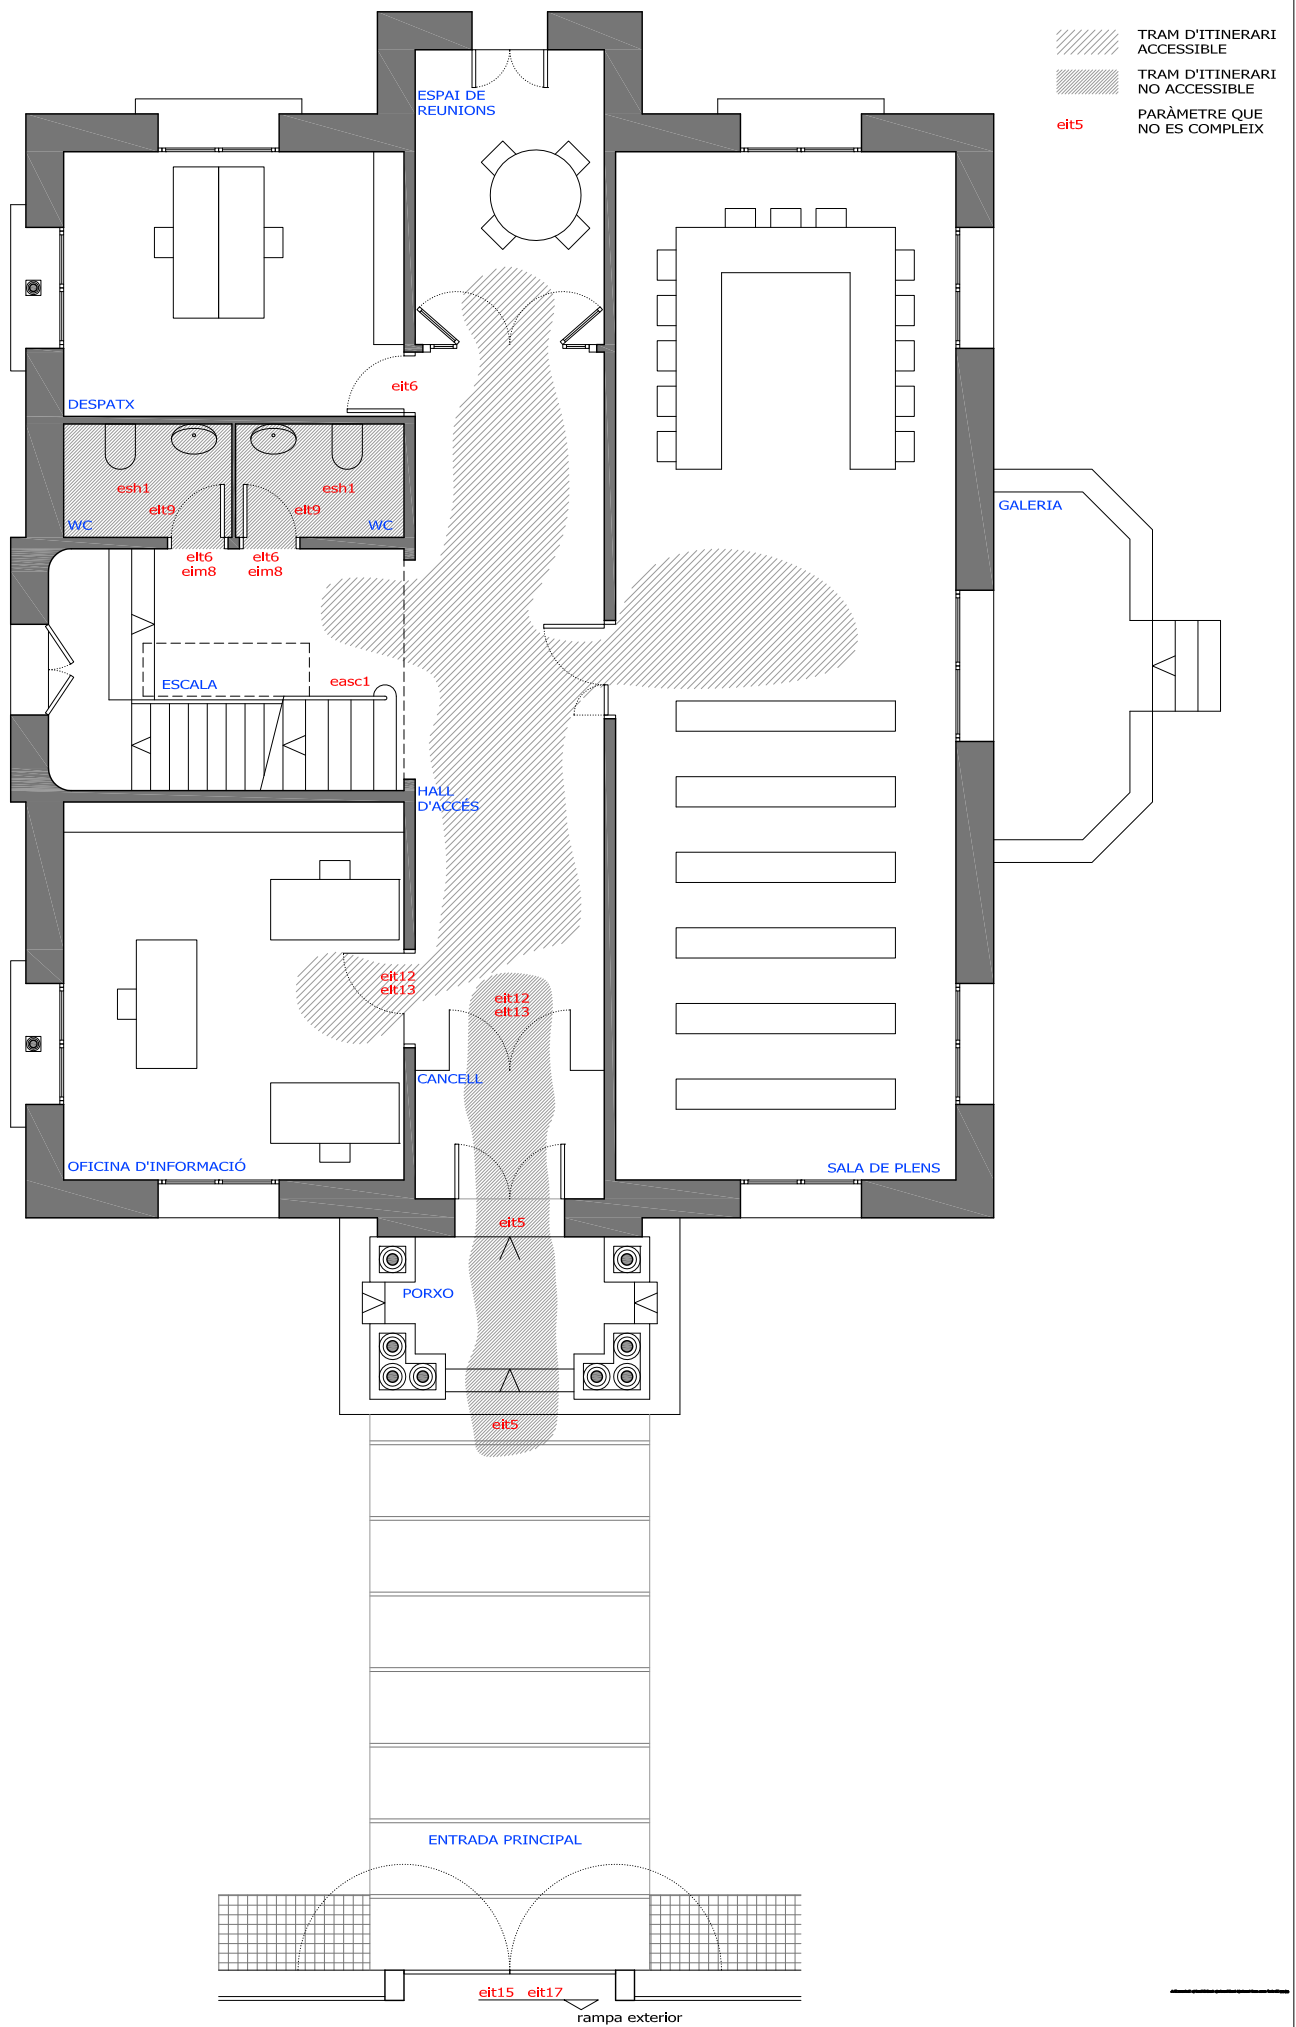 TRAM D'ITINERARI
ACCESSIBLE
TRAM D'ITINERARI
NO ACCESSIBLE
eit5
PARÀMETRE QUE
NO ES COMPLEIX
ESPAI DE
REUNIONS
eit6
DESPATX
esh1
esh1
elt9
elt9
WC
WC
elt6
eim8
elt6
eim8
GALERIA
ESCALA
easc1
HALL
D'ACCÉS
eit12
elt13
eit12
elt13
CANCELL
OFICINA D'INFORMACIÓ
SALA DE PLENS
eit5
PORXO
eit5
ENTRADA PRINCIPAL
eit15 eit17
rampa exterior